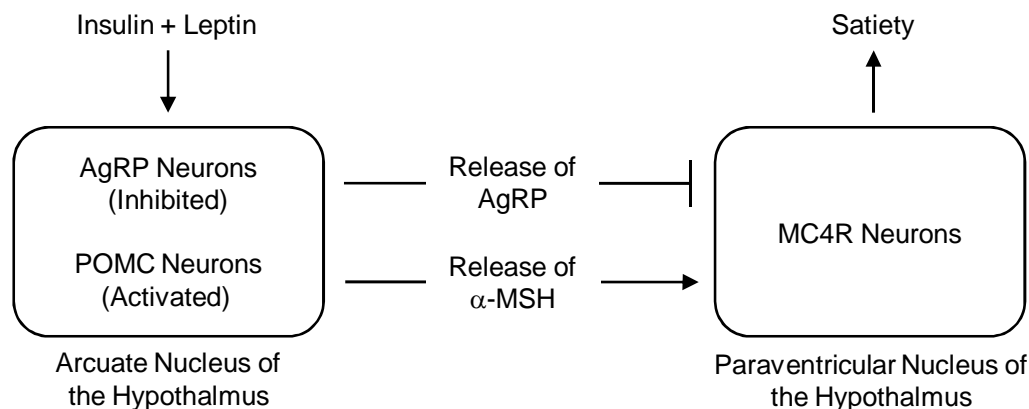 Insulin + Leptin
Satiety
AgRP Neurons
(Inhibited)
POMC Neurons
(Activated)
Release of
AgRP
Release of
α-MSH
MC4R Neurons
Arcuate Nucleus of
the Hypothalmus
Paraventricular Nucleus of
the Hypothalmus